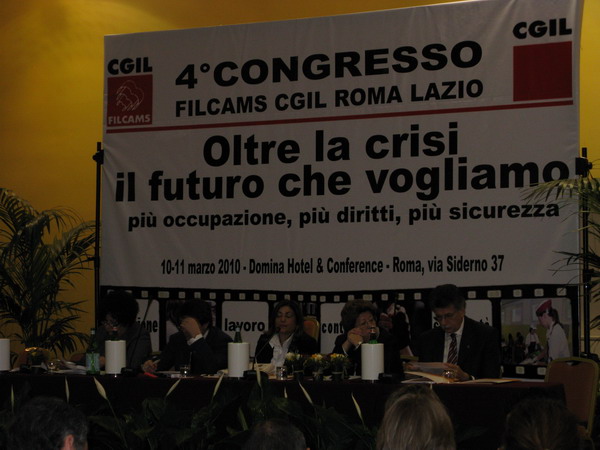 CGIL
FILCAMS
4°CONGRESSO
FILCAMS CGIL ROMA LAZIO
CGIL
Oltre la crisi
il futuro che vogliamo
più occupazione, più diritti, più sicurezza
10-11 marzo 2010 - Domina Hotel & Conference - Roma, via Siderno 37
lavoro